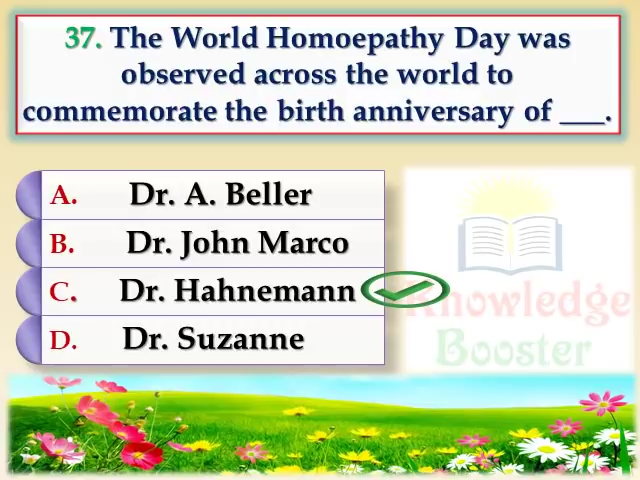 37. The World Homoepathy Day was
observed across the world to
commemorate the birth anniversary of ___.
A. Dr. A. Beller
B. Dr. John Marco
C. Dr. Hahnemann
D. Dr. Suzanne
Knowledge
Booster